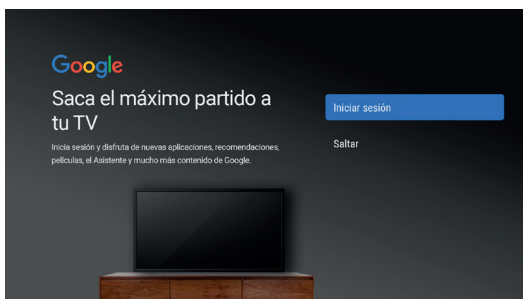 Google
Saca el máximo partido a
tu TV
Inicia sesión y disfruta de nuevas aplicaciones, recomendaciones,
películas, el Asistente y mucho más contenido de Google.
Iniciar sesión
Saltar